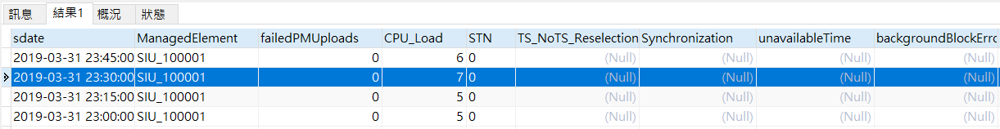 訊息 結果1 概況 狀態
sdate ManagedElement failedPMUploads CPU_Load STN TS_NoTS_Reselection Synchronization unavailableTime backgroundBlockErro
2019-03-31 23:45:00 SIU_100001 0 6 0 (Null) (Null) (Null) (Null)
2019-03-31 23:30:00 SIU_100001 0 7 0 (Null) (Null) (Null) (Null)
2019-03-31 23:15:00 SIU_100001 0 5 0 (Null) (Null) (Null) (Null)
2019-03-31 23:00:00 SIU_100001 0 5 0 (Null) (Null) (Null) (Null)